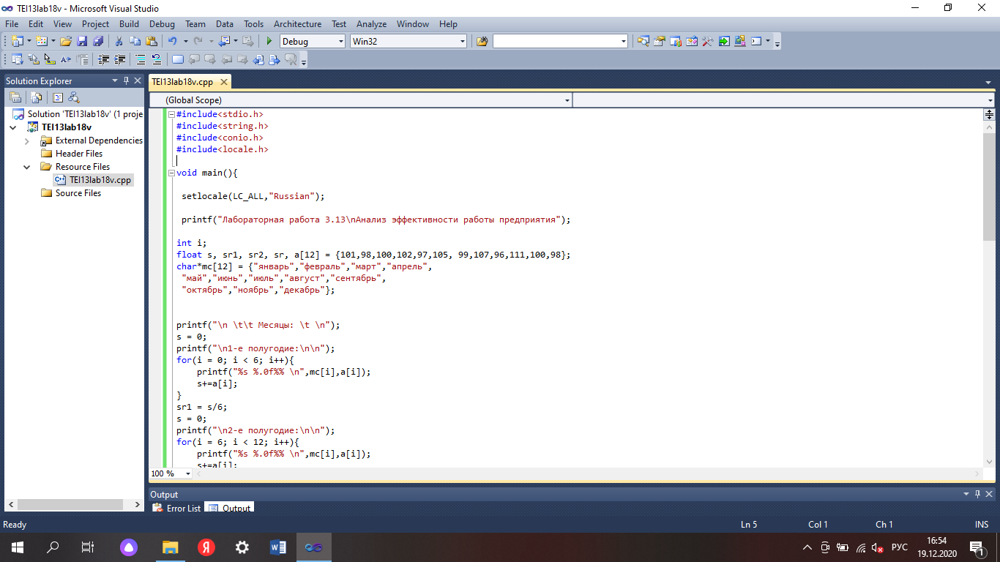 TEI13lab18v - Microsoft Visual Studio
File Edit View Project Build Debug Team Data Tools Architecture Test Analyze Window Help
Debug Win32
Solution Explorer
TEI13lab18v.cpp
(Global Scope)
Solution 'TEI13lab18v' (1 proje
TEI13lab18v
External Dependencies
Header Files
Resource Files
TEI13lab18v.cpp
Source Files
#include<stdio.h>
#include<string.h>
#include<conio.h>
#include<locale.h>
void main(){
setlocale(LC_ALL,"Russian");
printf("Лабораторная работа 3.13\nАнализ эффективности работы предприятия");
int i;
float s, sr1, sr2, sr, a[12] = {101,98,100,102,97,105, 99,107,96,111,100,98};
char*mc[12] = {"январь","февраль","март","апрель",
"май","июнь","июль","август","сентябрь",
"октябрь","ноябрь","декабрь"};
printf("\n \t\t Месяцы: \t \n");
s = 0;
printf("\n1-е полугодие:\n\n");
for(i = 0; i < 6; i++){
printf("%s %.0f%% \n",mc[i],a[i]);
s+=a[i];
}
sr1 = s/6;
s = 0;
printf("\n2-е полугодие:\n\n");
for(i = 6; i < 12; i++){
printf("%s %.0f%% \n",mc[i],a[i]);
s+=a[i];
100 %
Output
Error List Output
Ready Ln 5 Col 1 Ch 1 INS
РУС 16:54
19.12.2020
1